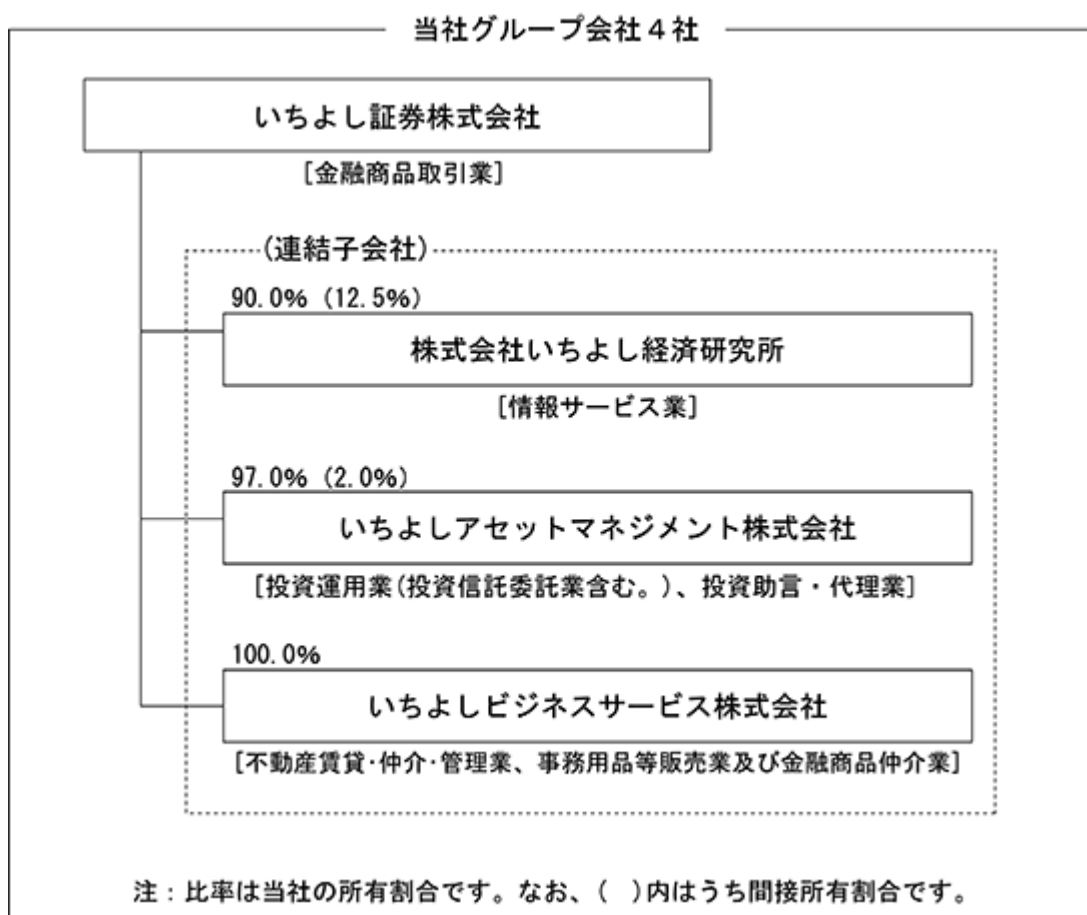 当社グループ会社４社
いちよし証券株式会社
[金融商品取引業]
(連結子会社)
90.0% (12.5%)
株式会社いちよし経済研究所
[情報サービス業]
97.0% (2.0%)
いちよしアセットマネジメント株式会社
[投資運用業(投資信託委託業含む。)、投資助言・代理業]
100.0%
いちよしビジネスサービス株式会社
[不動産賃貸･仲介･管理業、事務用品等販売業及び金融商品仲介業]
注：比率は当社の所有割合です。なお、(　)内はうち間接所有割合です。